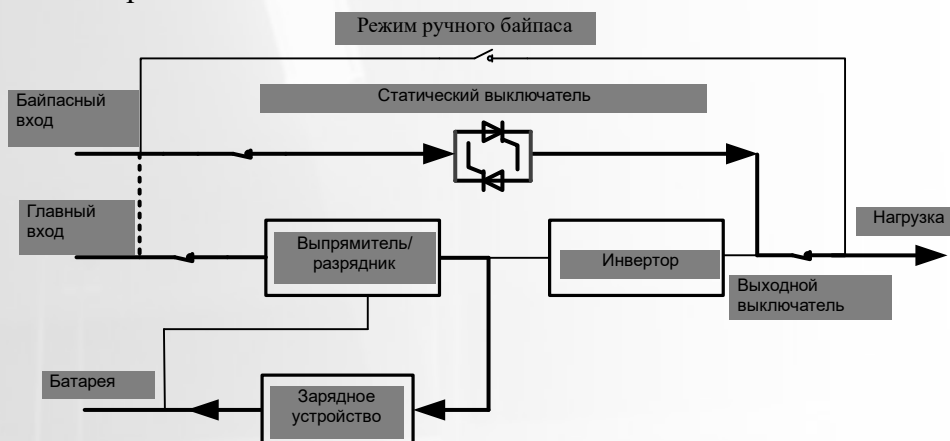 Режим ручного байпаса
Байпасный
вход
Статический выключатель
Главный
вход
Выпрямитель/
разрядник
Инвертор
Нагрузка
Выходной
выключатель
Батарея
Зарядное
устройство